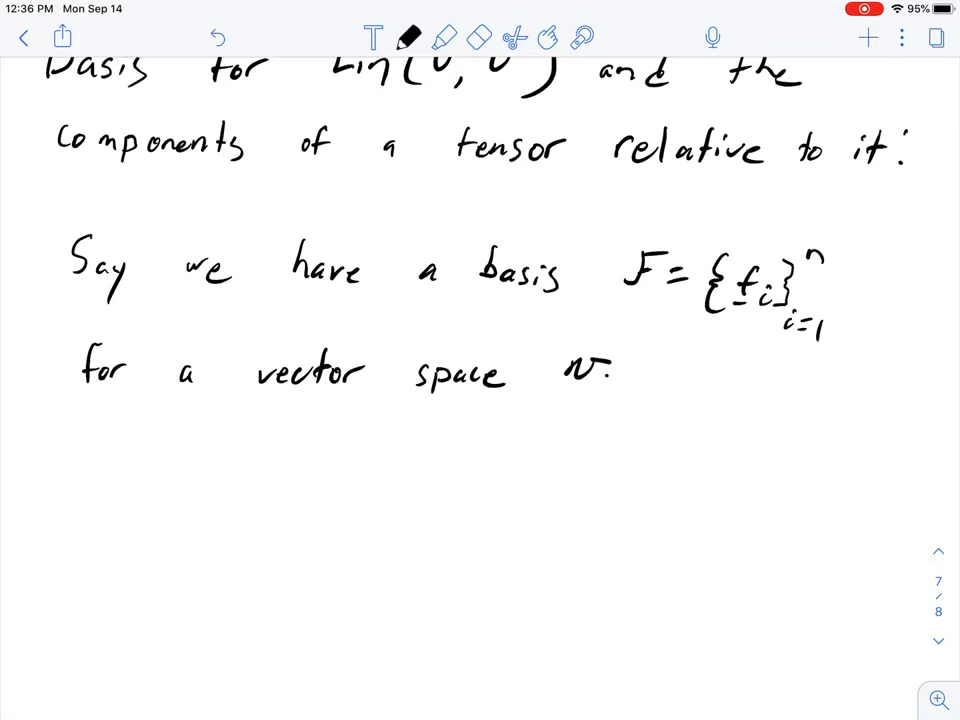 12:36 PM Mon Sep 14
95%
Basis for Lin(V, V) and the
components of a tensor relative to it:
Say we have a basis F = {f_i}^n_{i=1}
for a vector space V.
7
/
8